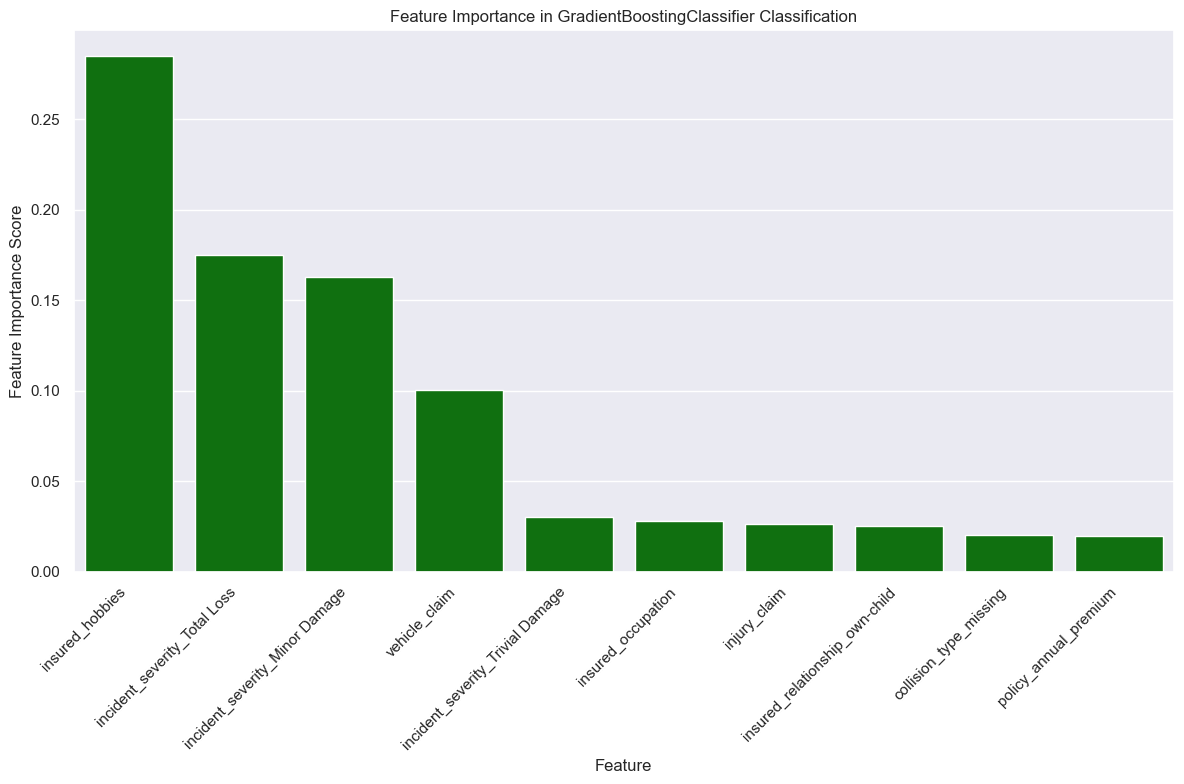 Feature Importance in GradientBoostingClassifier Classification
Feature Importance Score
0.25
0.20
0.15
0.10
0.05
0.00
insured_hobbies
incident_severity_Total Loss
incident_severity_Minor Damage
vehicle_claim
incident_severity_Trivial Damage
insured_occupation
injury_claim
insured_relationship_own-child
collision_type_missing
policy_annual_premium
Feature